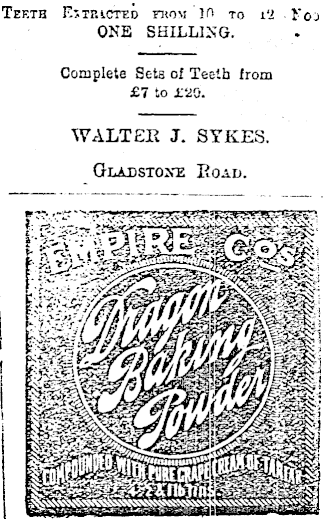 TEETH EXTRACTED FROM 10 TO 12
ONE SHILLING.
Complete Sets of Teeth from
£7 to £20.
WALTER J. SYKES.
GLADSTONE ROAD.
EMPIRE Co's
Dragon
Baking
Powder
COMPOUNDED WITH PURE GRAPE CREAM OF TARTAR